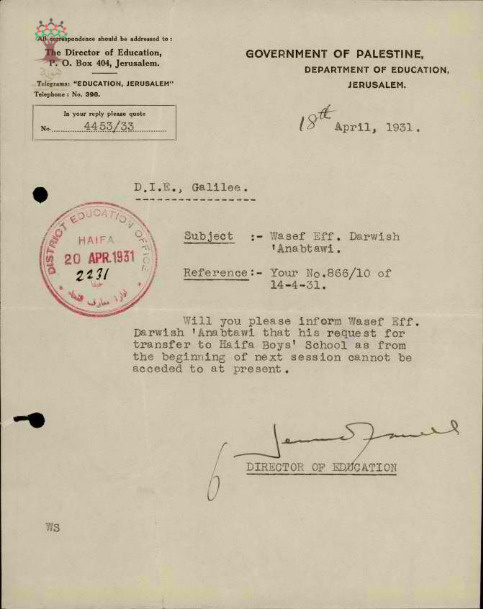 All correspondence should be addressed to :
The Director of Education,
P. O. Box 404, Jerusalem.
Telegrams: "EDUCATION, JERUSALEM"
Telephone : No. 396.
In your reply please quote
No. 4453/33
GOVERNMENT OF PALESTINE,
DEPARTMENT OF EDUCATION,
JERUSALEM.
18th April, 1931.
D.I.E., Galilee.
DISTRICT EDUCATION OFFICE
HAIFA
20 APR.1931
2231
حيفا
Subject :- Wasef Eff. Darwish
'Anabtawi.
Reference:- Your No.866/10 of
14-4-31.
Will you please inform Wasef Eff.
Darwish 'Anabtawi that his request for
transfer to Haifa Boys' School as from
the beginning of next session cannot be
acceded to at present.
DIRECTOR OF EDUCATION
WS